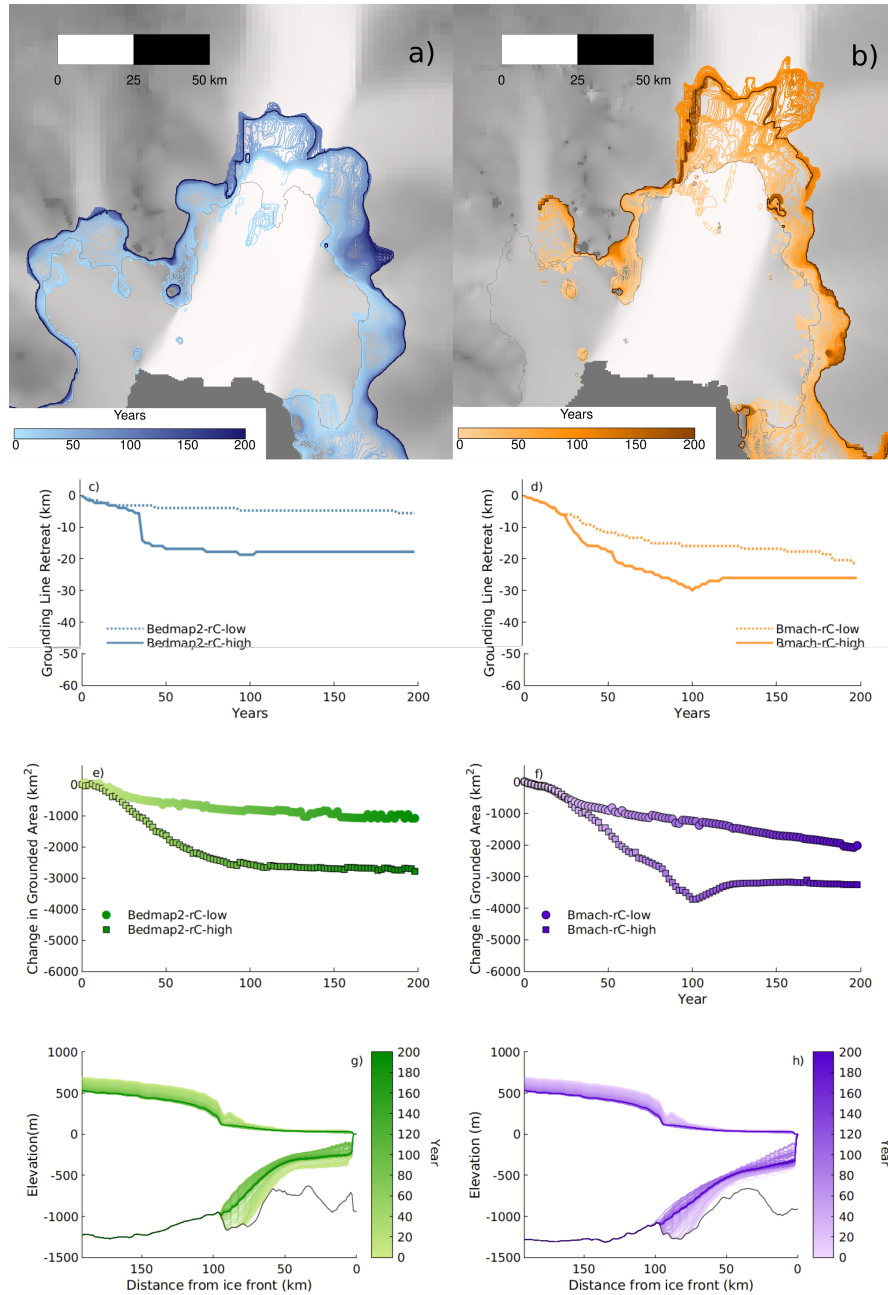 a)
0 25 50 km
b)
0 25 50 km
Years
0 50 100 150 200
Years
0 50 100 150 200
c)
Grounding Line Retreat (km)
0
-10
-20
-30
-40
-50
-60
Bedmap2-rC-low
Bedmap2-rC-high
0 50 100 150 200
Years
d)
Grounding Line Retreat (km)
0
-10
-20
-30
-40
-50
-60
Bmach-rC-low
Bmach-rC-high
0 50 100 150 200
Years
e)
Change in Grounded Area (km²)
0
-1000
-2000
-3000
-4000
-5000
-6000
Bedmap2-rC-low
Bedmap2-rC-high
0 50 100 150 200
f)
Change in Grounded Area (km²)
0
-1000
-2000
-3000
-4000
-5000
-6000
Bmach-rC-low
Bmach-rC-high
0 50 100 150 200
Year
g)
Elevation(m)
1000
500
0
-500
-1000
-1500
150 100 50 0
Distance from ice front (km)
200
180
160
140
120
100
80
60
40
20
0
Year
h)
Elevation(m)
1000
500
0
-500
-1000
-1500
150 100 50 0
Distance from ice front (km)
200
180
160
140
120
100
80
60
40
20
0
Year